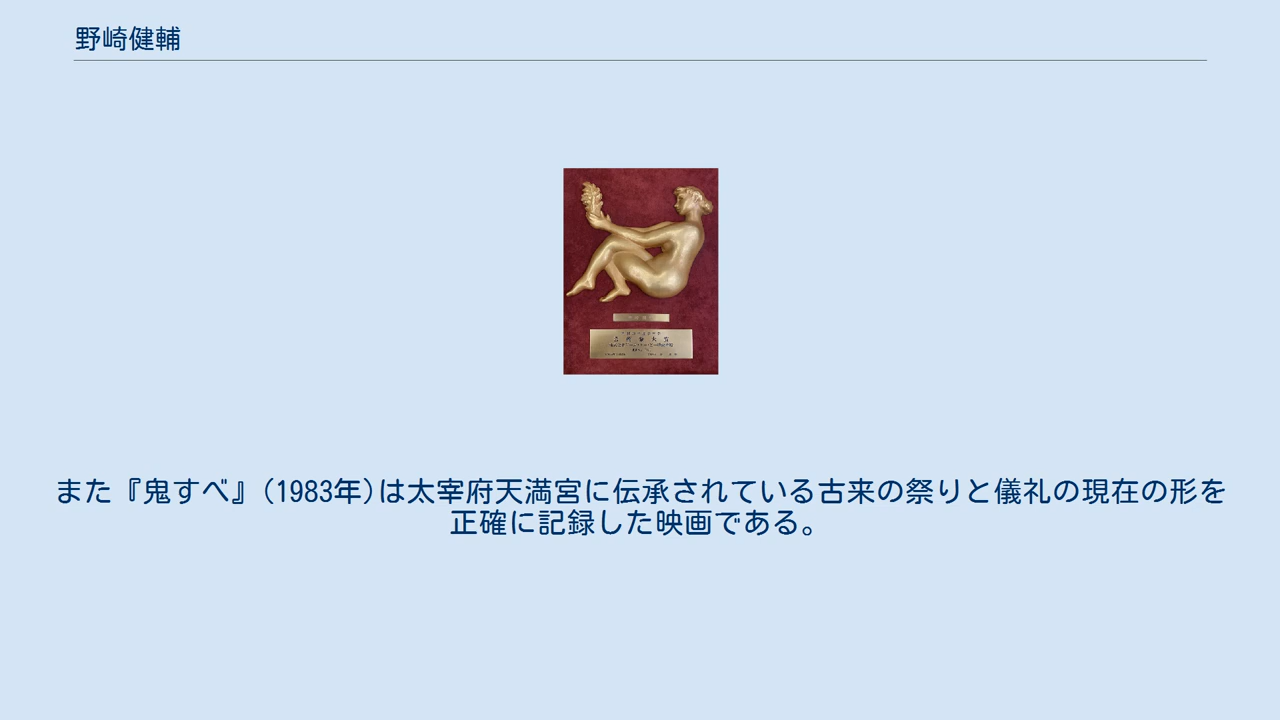 野崎健輔
また『鬼すべ』(1983年)は太宰府天満宮に伝承されている古来の祭りと儀礼の現在の形を
正確に記録した映画である。